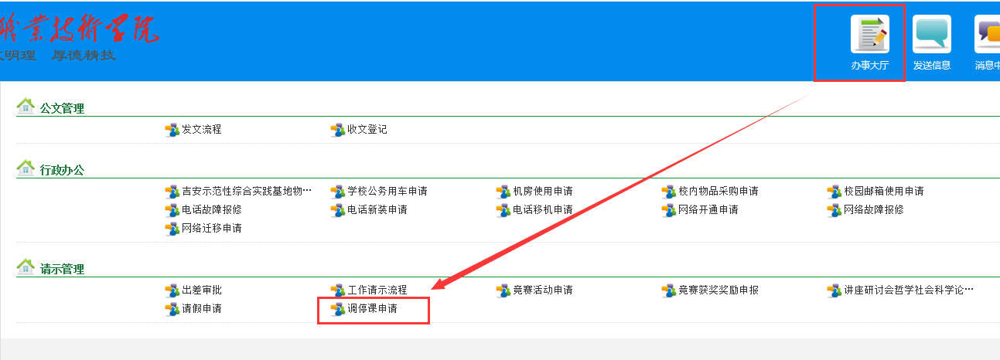 職業技術学院
明理 厚德精技
办事大厅 发送信息 消息中
公文管理
发文流程 收文登记
行政办公
吉安示范性综合实践基地物… 学校公务用车申请 机房使用申请 校内物品采购申请 校园邮箱使用申请
电话故障报修 电话新装申请 电话移机申请 网络开通申请 网络故障报修
网络迁移申请
请示管理
出差审批 工作请示流程 竞赛活动申请 竞赛获奖奖励申报 讲座研讨会哲学社会科学论…
请假申请 调停课申请